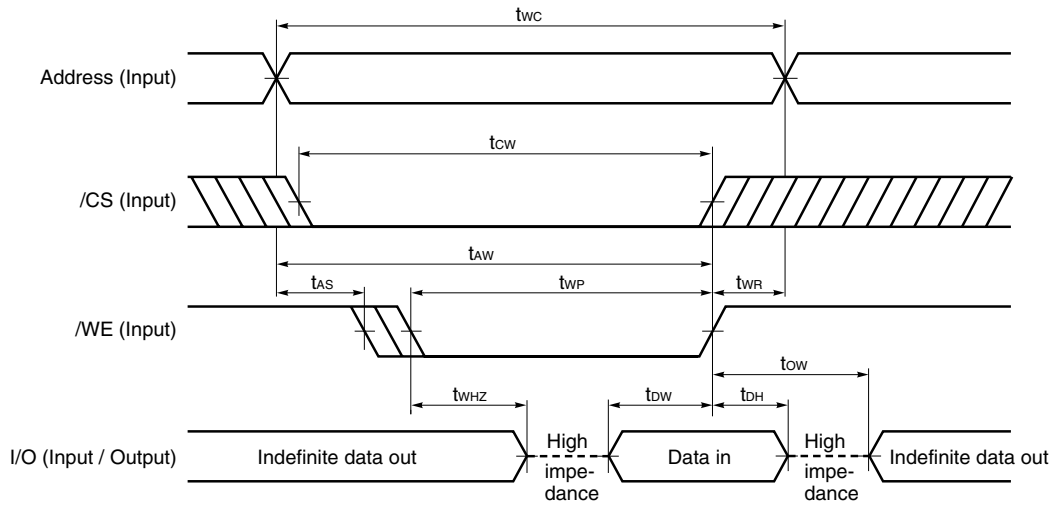 tWC
Address (Input)
tCW
/CS (Input)
tAW
tAS
tWP
tWR
/WE (Input)
tOW
tWHZ
tDW
tDH
I/O (Input / Output)
Indefinite data out
High
impe-
dance
Data in
High
impe-
dance
Indefinite data out